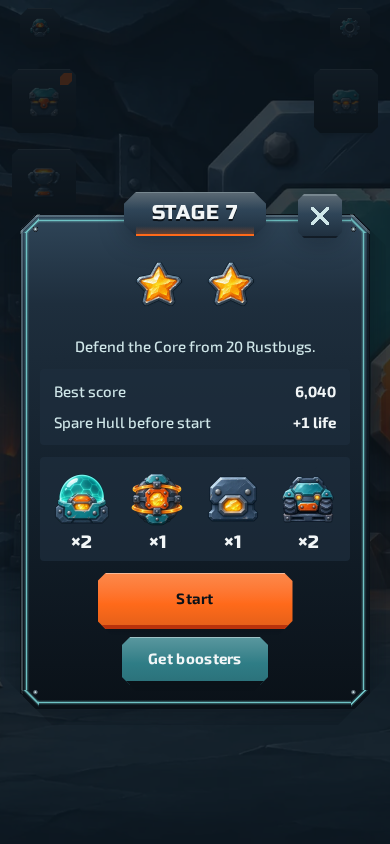 STAGE 7
Defend the Core from 20 Rustbugs.
Best score 6,040
Spare Hull before start +1 life
×2 ×1 ×1 ×2
Start
Get boosters